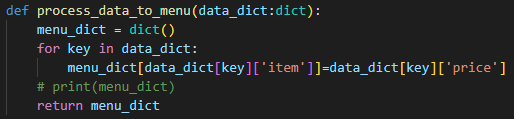 def process_data_to_menu(data_dict:dict):
    menu_dict = dict()
    for key in data_dict:
        menu_dict[data_dict[key]['item']]=data_dict[key]['price']
    # print(menu_dict)
    return menu_dict